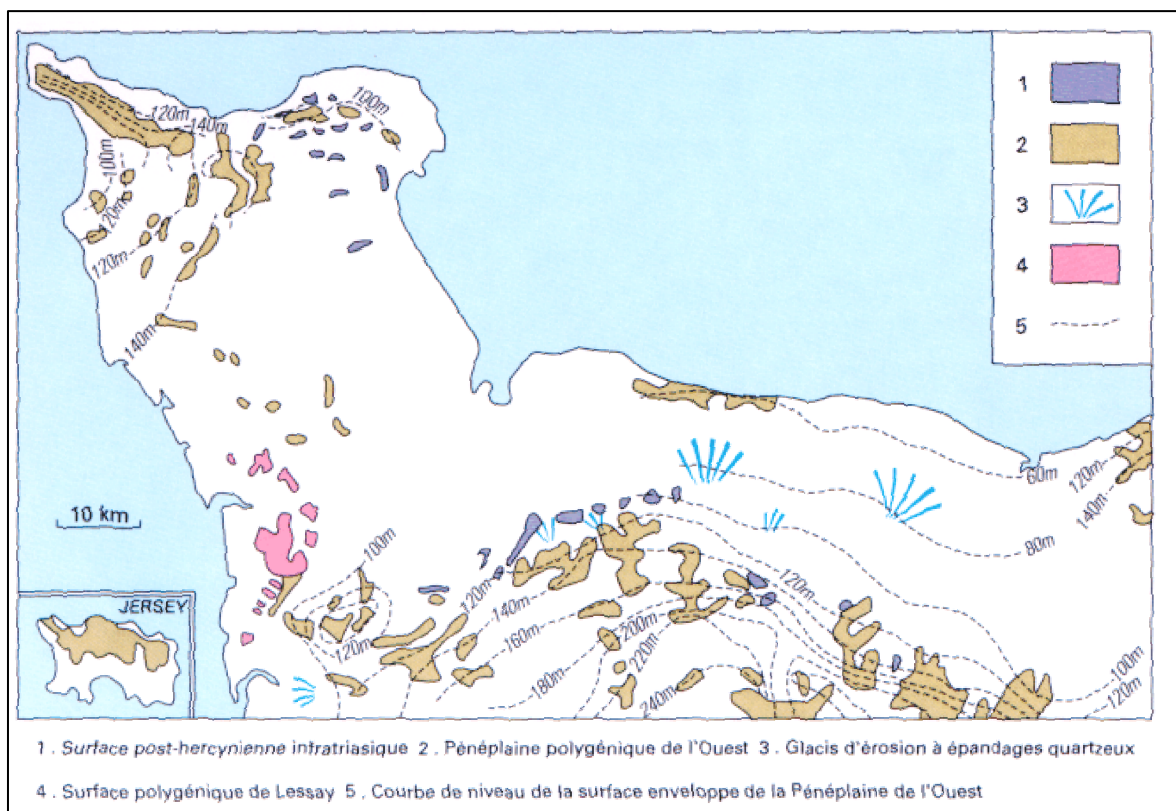 1
2
3
4
5
120m
140m
100m
100m
120m
120m
140m
10 km
JERSEY
100m
120m
120m
140m
160m
180m
200m
220m
240m
120m
60m
80m
120m
140m
100m
120m
1 . Surface post-hercynienne infratriasique 2 . Pénéplaine polygénique de l'Ouest 3 . Glacis d'érosion à épandages quartzeux
4 . Surface polygénique de Lessay 5 . Courbe de niveau de la surface enveloppe de la Pénéplaine de l'Ouest